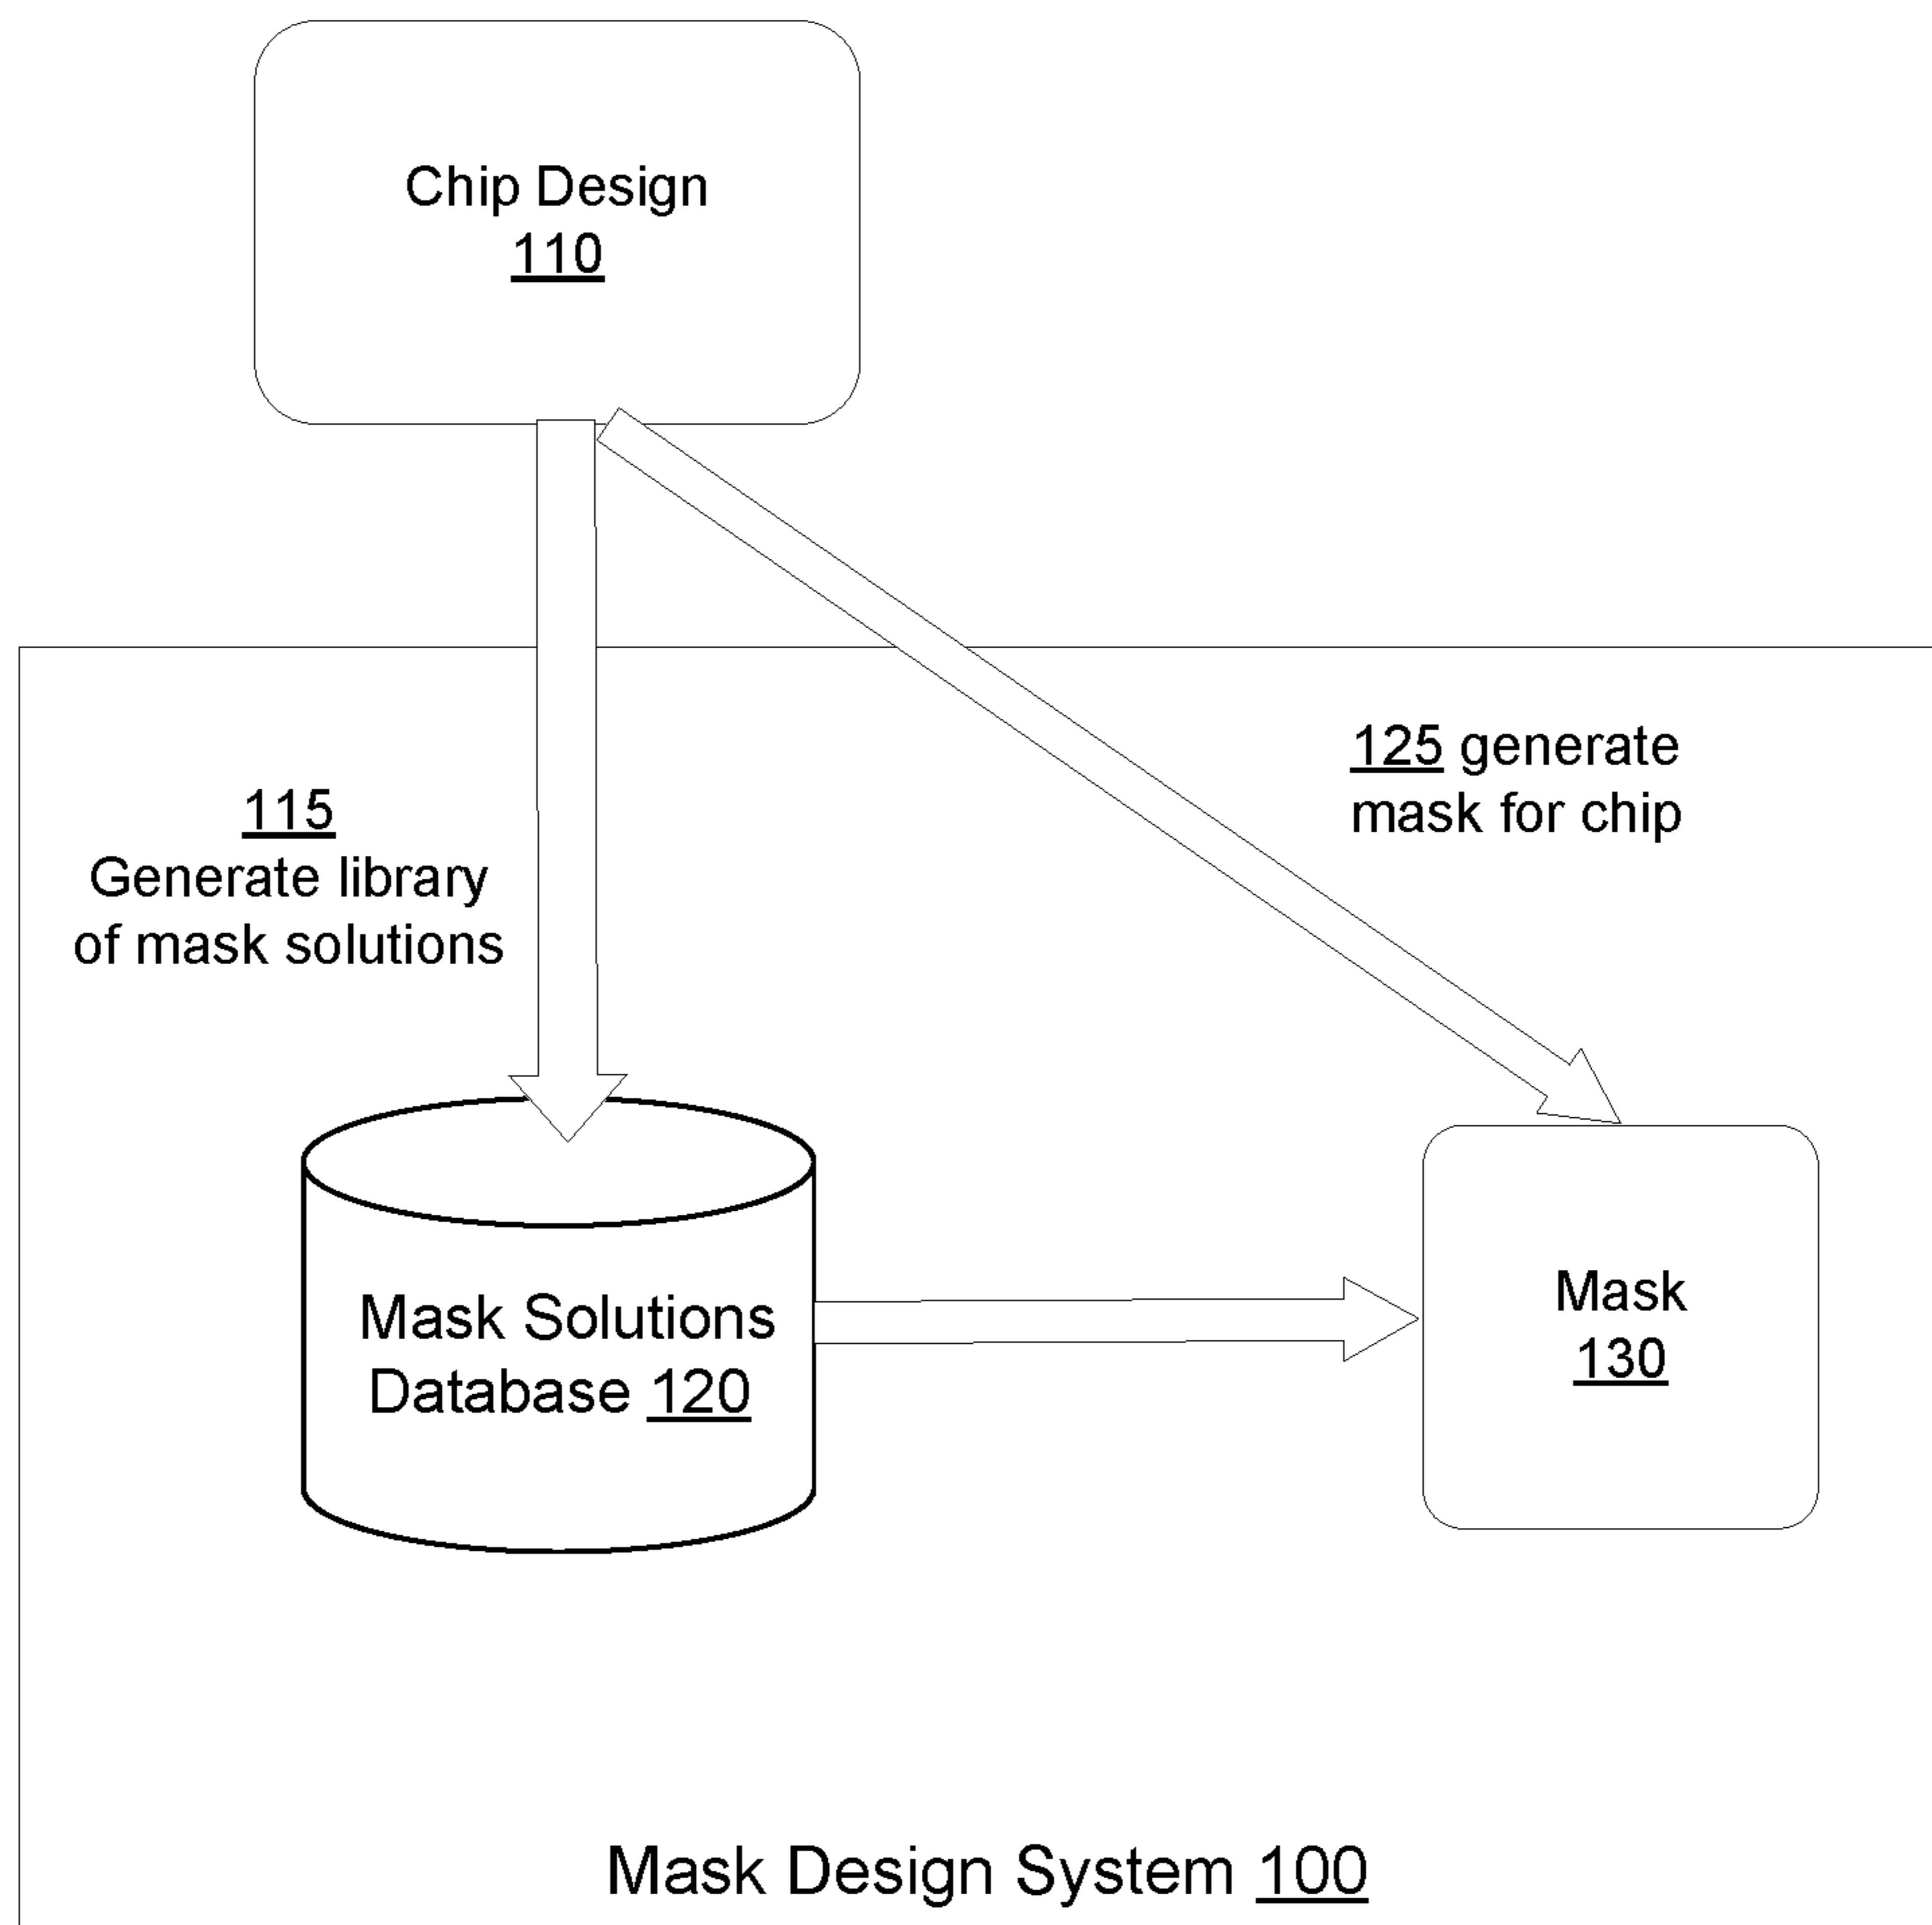 Chip Design
110
125 generate
mask for chip
115
Generate library
of mask solutions
Mask Solutions
Database 120
Mask
130
Mask Design System 100